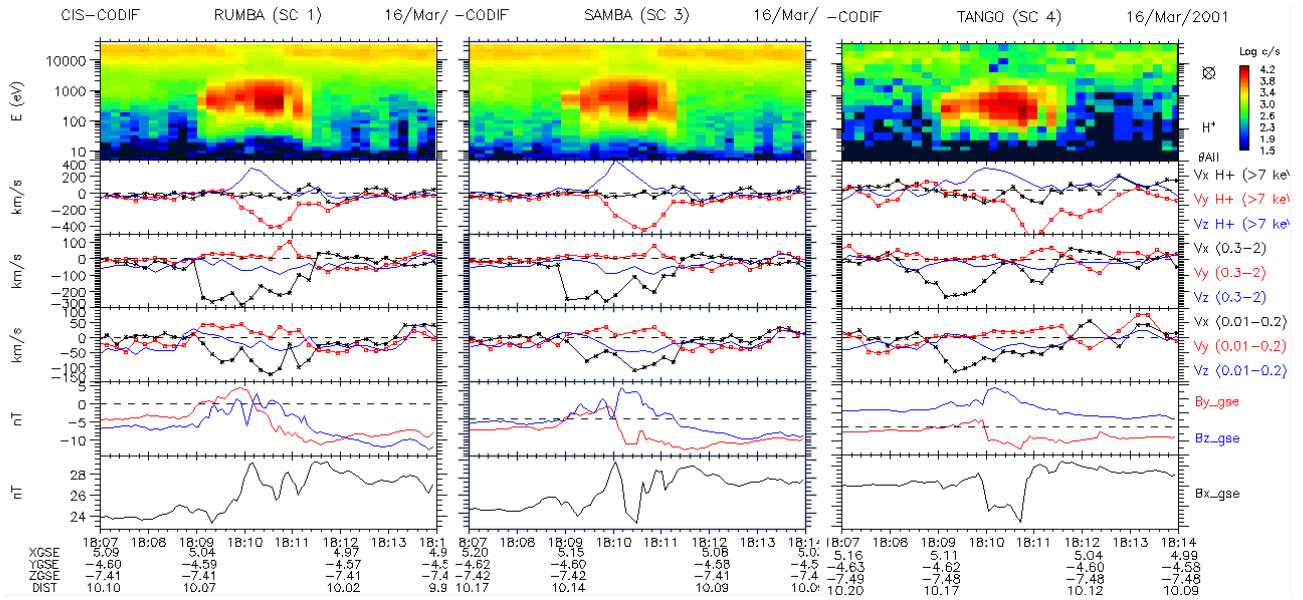 CIS−CODIF RUMBA (SC 1) 16/Mar/
−CODIF SAMBA (SC 3) 16/Mar/
−CODIF TANGO (SC 4) 16/Mar/2001
E (eV)
10000
1000
100
10
Log c/s
4.2
4.0
3.8
3.6
3.4
3.2
2.9
2.6
2.3
1.9
1.5
H⁺
θAll
km/s
400
200
0
−200
−400
Vx H+ (>7 keV
Vy H+ (>7 keV
Vz H+ (>7 keV
km/s
100
0
−100
−200
−300
Vx (0.3−2)
Vy (0.3−2)
Vz (0.3−2)
km/s
100
50
0
−50
−100
−150
Vx (0.01−0.2)
Vy (0.01−0.2)
Vz (0.01−0.2)
nT
5
0
−5
−10
By_gse
Bz_gse
nT
28
26
24
Bx_gse
18:07 18:08 18:09 18:10 18:11 18:12 18:13 18:07 18:08 18:09 18:10 18:11 18:12 18:13 18:14 18:07 18:08 18:09 18:10 18:11 18:12 18:13 18:14
XGSE 5.09 5.04 4.97 4.9 5.20 5.15 5.06 5.0 5.16 5.11 5.04 4.99
YGSE −4.60 −4.59 −4.57 −4.5 −4.62 −4.60 −4.58 −4.5 −4.63 −4.62 −4.60 −4.58
ZGSE −7.41 −7.41 −7.41 −7.4 −7.42 −7.42 −7.41 −7.4 −7.49 −7.48 −7.48 −7.48
DIST 10.10 10.07 10.02 9.9 10.17 10.14 10.09 10.0 10.20 10.17 10.12 10.09